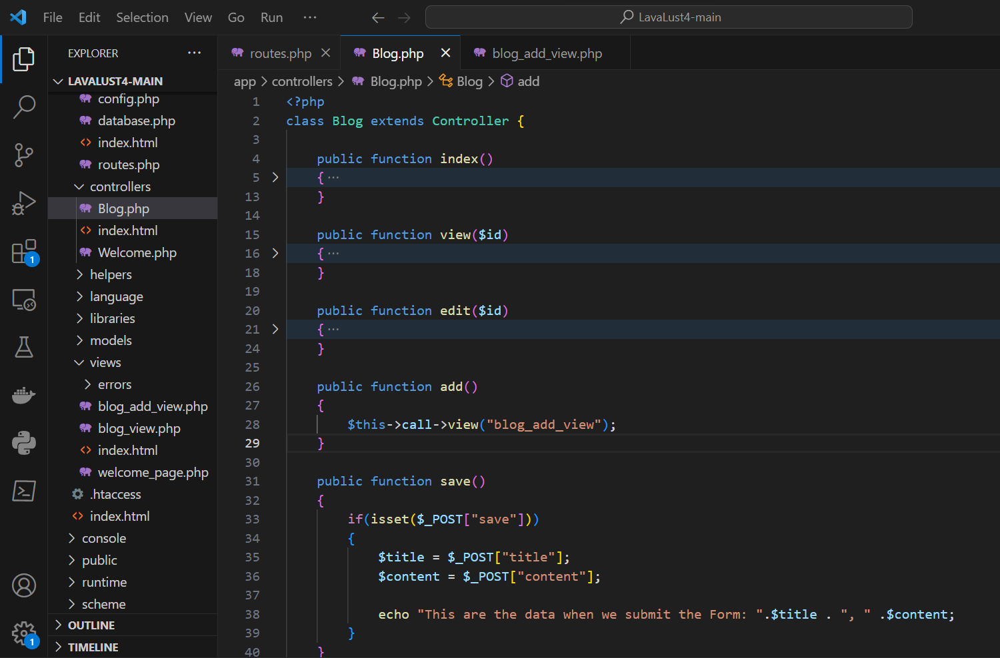 File Edit Selection View Go Run ···
LavaLust4-main
EXPLORER ···
LAVALUST4-MAIN
config.php
database.php
index.html
routes.php
controllers
Blog.php
index.html
Welcome.php
helpers
language
libraries
models
views
errors
blog_add_view.php
blog_view.php
index.html
welcome_page.php
.htaccess
index.html
console
public
runtime
scheme
OUTLINE
TIMELINE
1
1
routes.php Blog.php blog_add_view.php
app > controllers > Blog.php > Blog > add
1 <?php
2 class Blog extends Controller {
3
4 public function index()
5 { ···
13 }
14
15 public function view($id)
16 { ···
18 }
19
20 public function edit($id)
21 { ···
24 }
25
26 public function add()
27 {
28 $this->call->view("blog_add_view");
29 }
30
31 public function save()
32 {
33 if(isset($_POST["save"]))
34 {
35 $title = $_POST["title"];
36 $content = $_POST["content"];
37
38 echo "This are the data when we submit the Form: ".$title . ", " .$content;
39 }
40 }